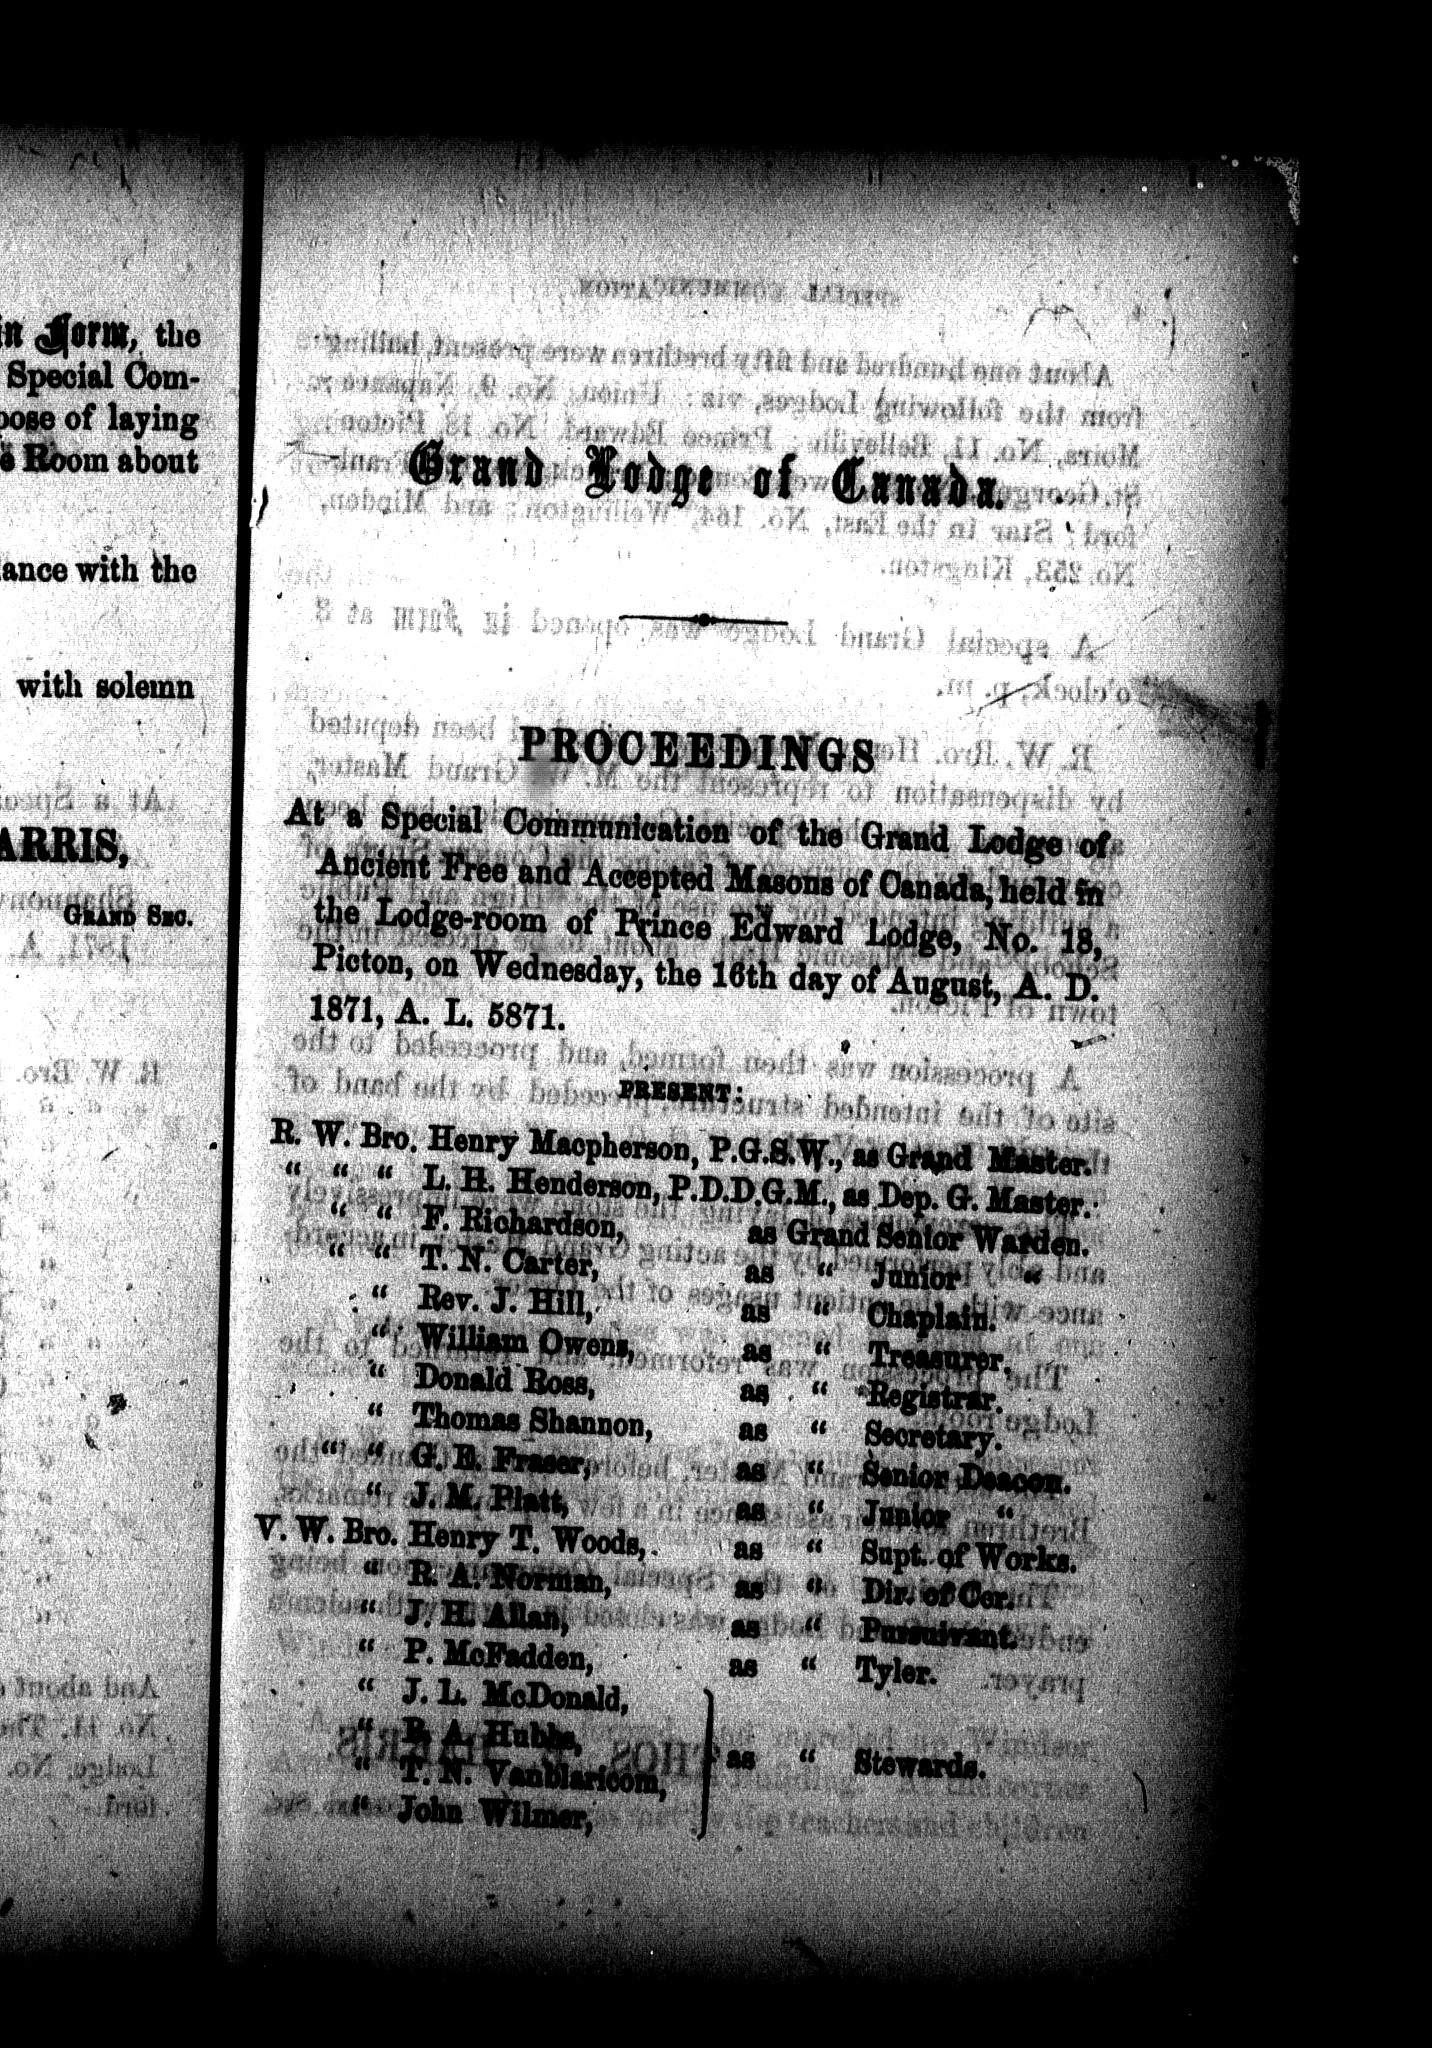 in Form, the
Special Com-
pose of laying
Room about
ance with the
with solemn
ARRIS,
GRAND SEC.
Grand Lodge of Canada.
PROCEEDINGS
At a Special Communication of the Grand Lodge of
Ancient Free and Accepted Masons of Canada, held in
the Lodge-room of Prince Edward Lodge, No. 18,
Picton, on Wednesday, the 16th day of August, A. D.
1871, A. L. 5871.
PRESENT:
R. W. Bro. Henry Macpherson, P.G.S.W., as Grand Master.
" " " L. H. Henderson, P.D.D.G.M., as Dep. G. Master.
" " F. Richardson, as Grand Senior Warden.
" " T. N. Carter, as " Junior "
" Rev. J. Hill, as " Chaplain.
" William Owens, as " Treasurer.
" Donald Ross, as " Registrar.
" Thomas Shannon, as " Secretary.
" " G. E. Fraser, as " Senior Deacon.
" J. M. Platt, as " Junior "
V. W. Bro. Henry T. Woods, as " Supt. of Works.
" R. A. Norman, as " Dir. of Cer.
" J. H. Allan, as " Pursuivant.
" P. McFadden, as " Tyler.
" J. L. McDonald,
" A. Hubbs,
" T. N. Vanblaricom, as " Stewards.
" John Wilmer,